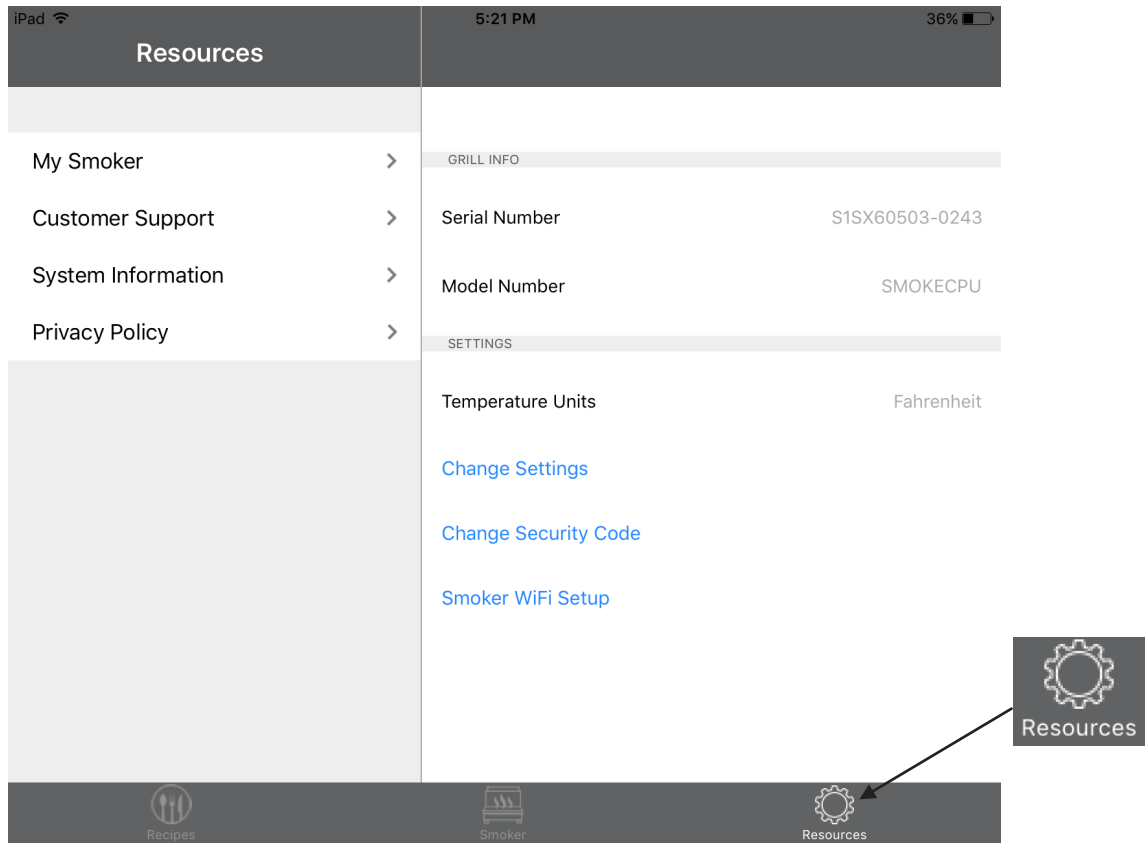 iPad 5:21 PM 36%
Resources
My Smoker
Customer Support
System Information
Privacy Policy
GRILL INFO
Serial Number S1SX60503-0243
Model Number SMOKECPU
SETTINGS
Temperature Units Fahrenheit
Change Settings
Change Security Code
Smoker WiFi Setup
Resources
Recipes Smoker Resources